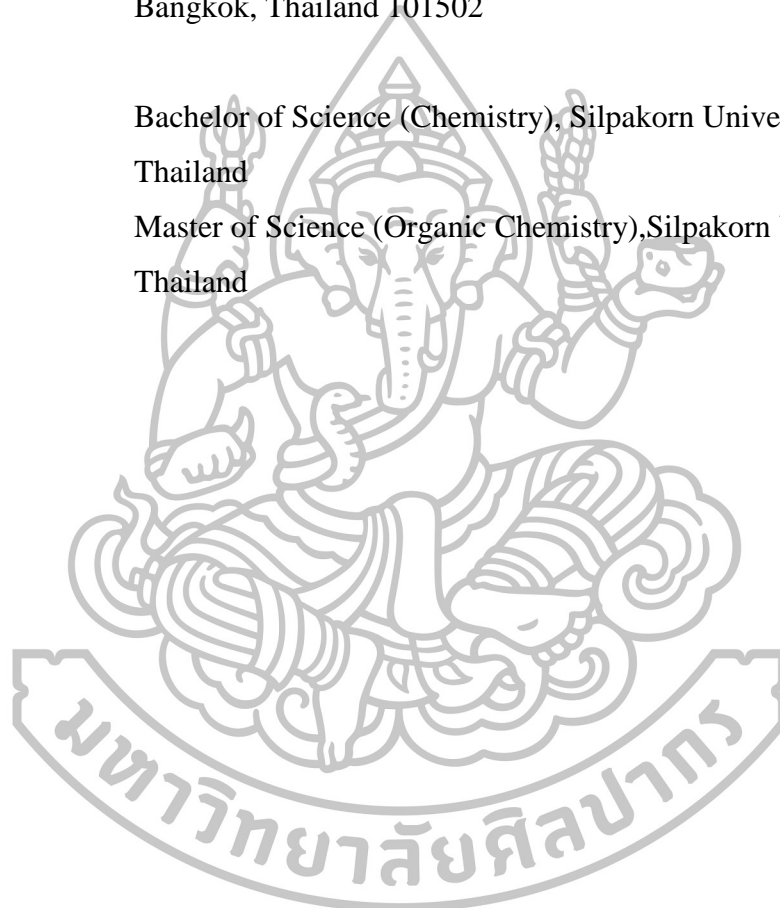 Bangkok, Thailand 101502
Bachelor of Science (Chemistry), Silpakorn Unive
Thailand
Master of Science (Organic Chemistry),Silpakorn
Thailand
มหาวิทยาลัยศิลปากร